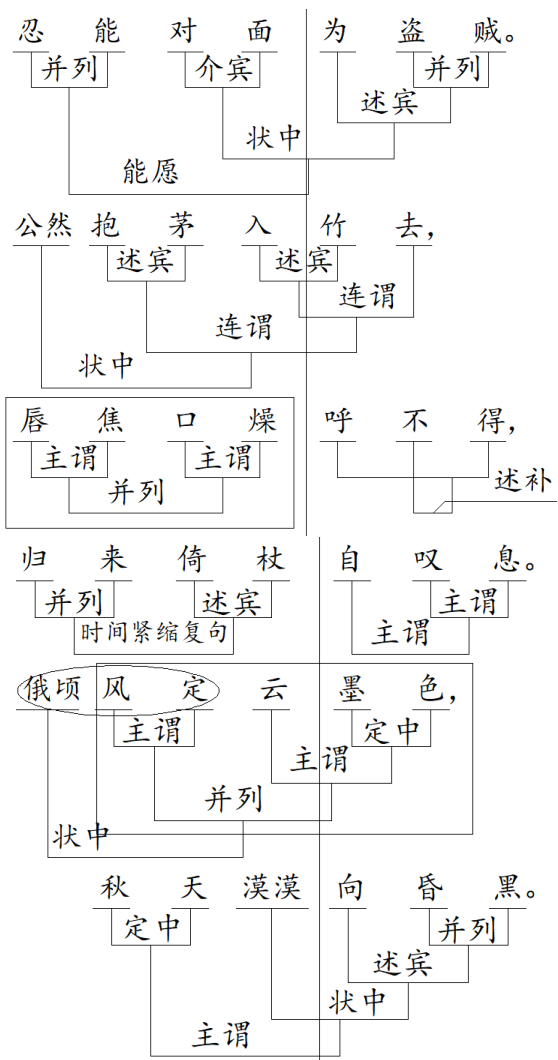 忍能对面为盗贼。
并列 介宾 并列
述宾
状中
能愿
公然抱茅入竹去，
述宾 述宾
连谓
连谓
状中
唇焦口燥呼不得，
主谓 主谓
述补
并列
归来倚杖自叹息。
并列 述宾 主谓
时间紧缩复句 主谓
俄顷风定云墨色，
主谓 定中
主谓
并列
状中
秋天漠漠向昏黑。
定中 并列
述宾
状中
主谓